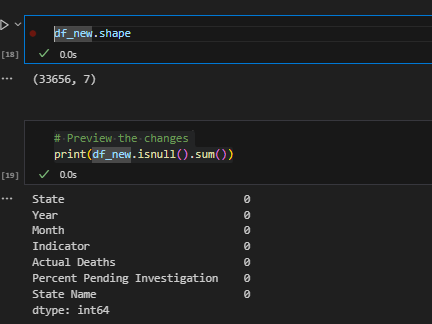 df_new.shape
[18]
0.0s
(33656, 7)
# Preview the changes
print(df_new.isnull().sum())
[19]
0.0s
State 0
Year 0
Month 0
Indicator 0
Actual Deaths 0
Percent Pending Investigation 0
State Name 0
dtype: int64